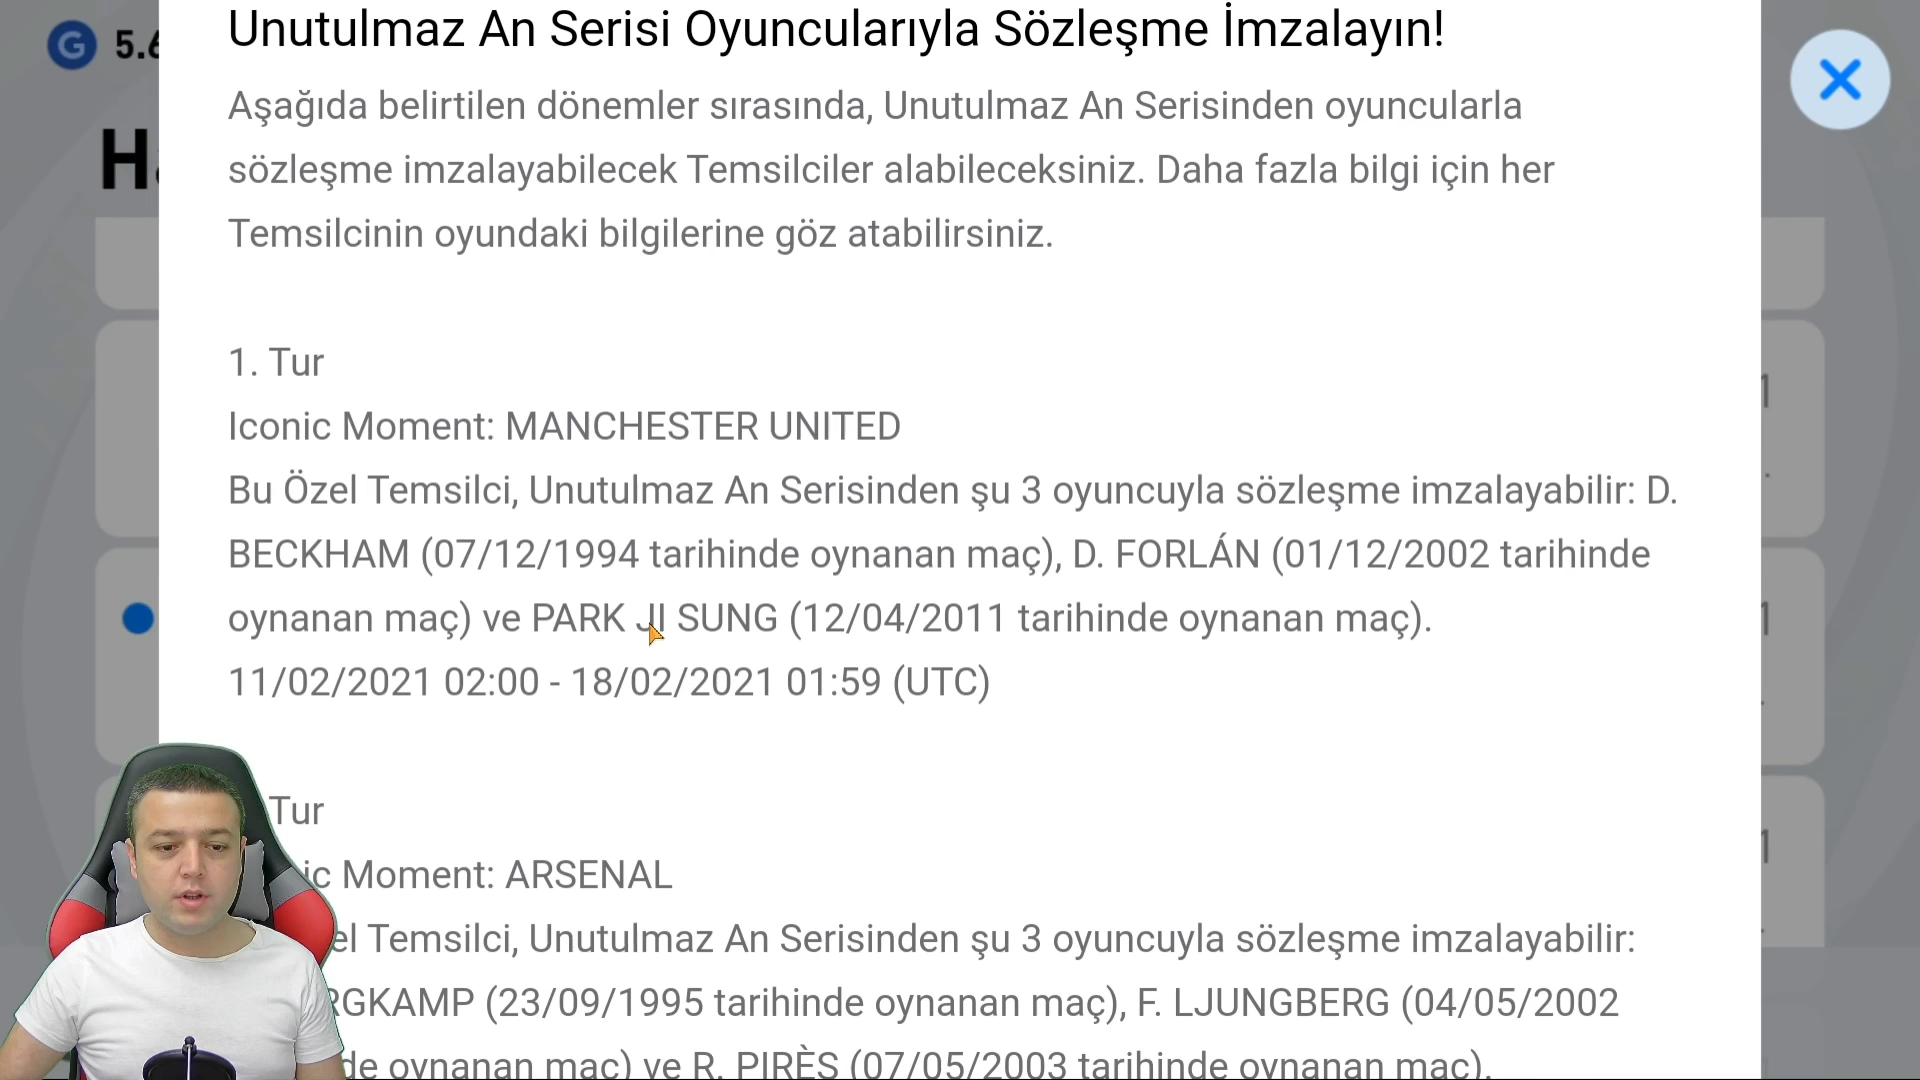 Unutulmaz An Serisi Oyuncularıyla Sözleşme İmzalayın!
G 5.6
Aşağıda belirtilen dönemler sırasında, Unutulmaz An Serisinden oyuncularla
sözleşme imzalayabilecek Temsilciler alabileceksiniz. Daha fazla bilgi için her
Temsilcinin oyundaki bilgilerine göz atabilirsiniz.
1. Tur
Iconic Moment: MANCHESTER UNITED
Bu Özel Temsilci, Unutulmaz An Serisinden şu 3 oyuncuyla sözleşme imzalayabilir: D.
BECKHAM (07/12/1994 tarihinde oynanan maç), D. FORLÁN (01/12/2002 tarihinde
oynanan maç) ve PARK JI SUNG (12/04/2011 tarihinde oynanan maç).
11/02/2021 02:00 - 18/02/2021 01:59 (UTC)
Tur
Moment: ARSENAL
Temsilci, Unutulmaz An Serisinden şu 3 oyuncuyla sözleşme imzalayabilir:
(23/09/1995 tarihinde oynanan maç), F. LJUNGBERG (04/05/2002
oynanan maç) ve R. PIRÈS (07/05/2003 tarihinde oynanan maç).